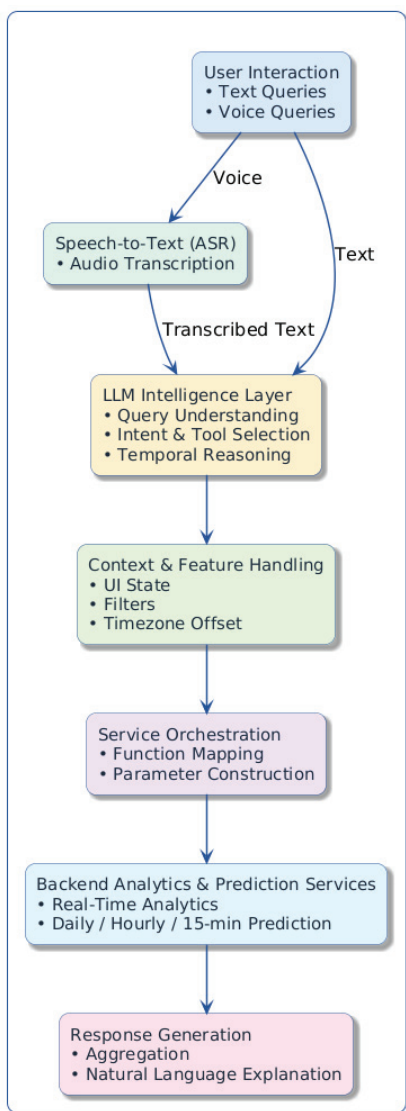 User Interaction
• Text Queries
• Voice Queries
Voice
Speech-to-Text (ASR)
• Audio Transcription
Text
Transcribed Text
LLM Intelligence Layer
• Query Understanding
• Intent & Tool Selection
• Temporal Reasoning
Context & Feature Handling
• UI State
• Filters
• Timezone Offset
Service Orchestration
• Function Mapping
• Parameter Construction
Backend Analytics & Prediction Services
• Real-Time Analytics
• Daily / Hourly / 15-min Prediction
Response Generation
• Aggregation
• Natural Language Explanation